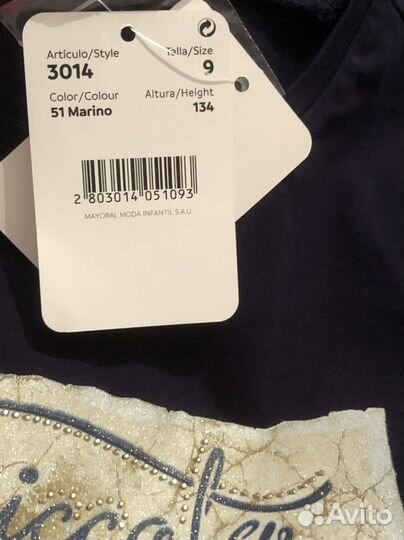 Artículo/Style Talla/Size
3014 9
Color/Colour Altura/Height
51 Marino 134
2 803014 051093
MAYORAL MODA INFANTIL S.A.U.
Avito